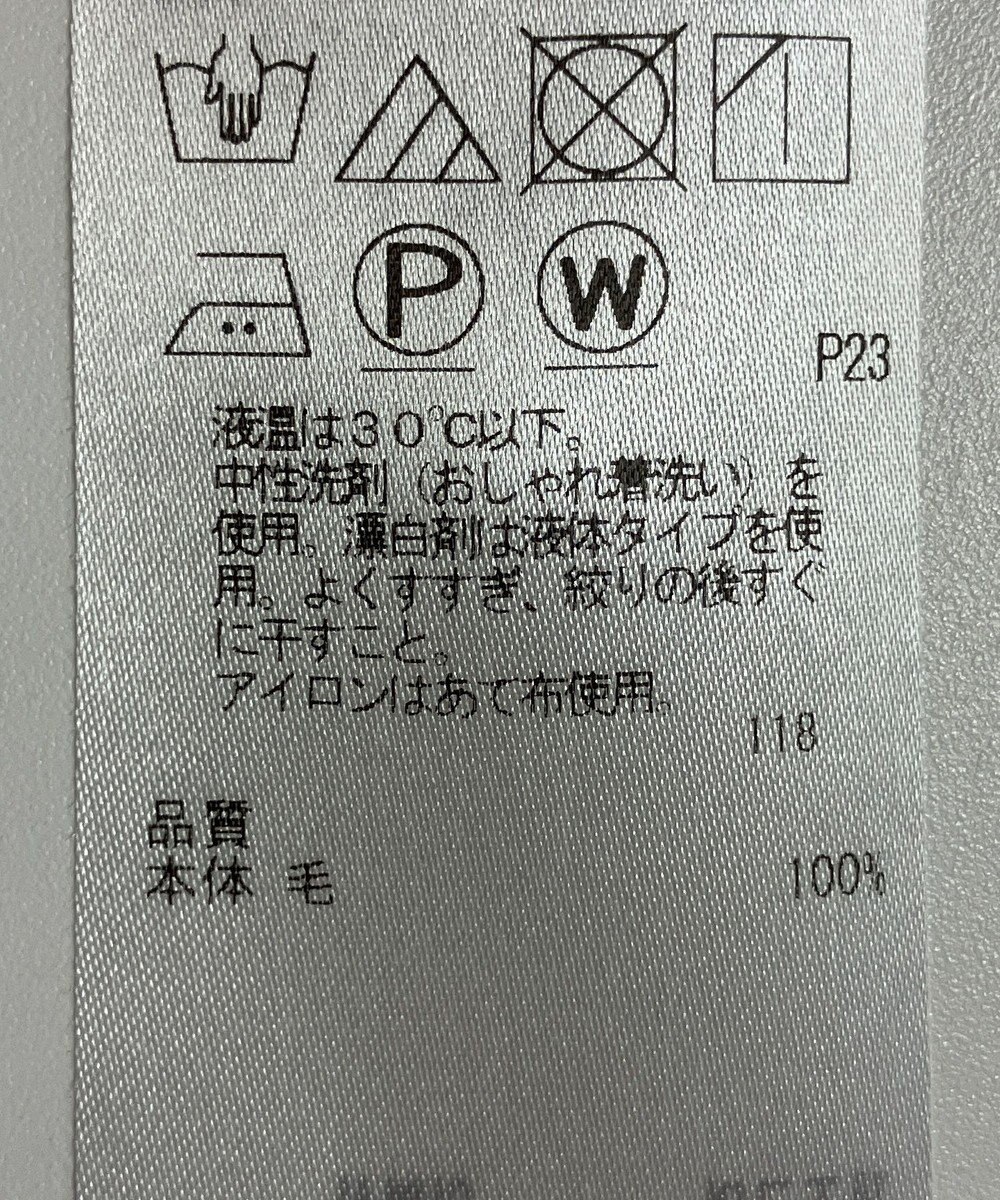 P W
P23
液温は３０℃以下。
中性洗剤（おしゃれ着洗い）を
使用。漂白剤は液体タイプを使
用。よくすすぎ、絞りの後すぐ
に干すこと。
アイロンはあて布使用。
118
品質
本体 毛 100%